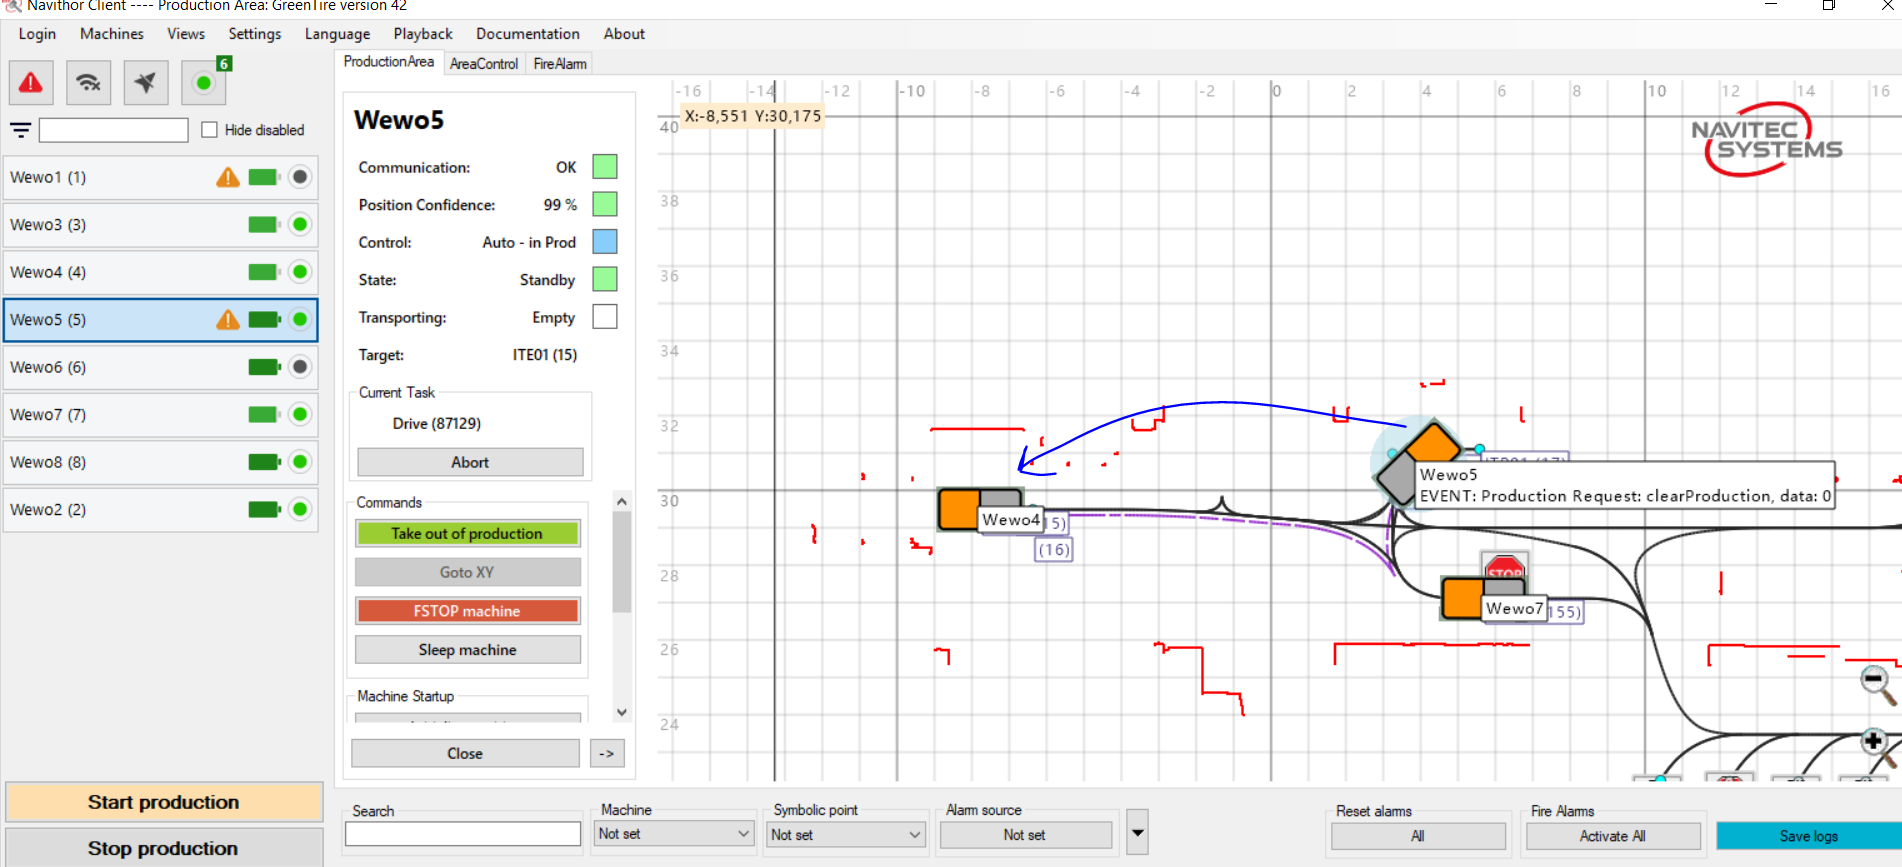 Navithor Client ---- Production Area: GreenTire version 42
Login Machines Views Settings Language Playback Documentation About
6
Hide disabled
Wewo1 (1)
Wewo3 (3)
Wewo4 (4)
Wewo5 (5)
Wewo6 (6)
Wewo7 (7)
Wewo8 (8)
Wewo2 (2)
Start production
Stop production
ProductionArea AreaControl FireAlarm
Wewo5
Communication: OK
Position Confidence: 99 %
Control: Auto - in Prod
State: Standby
Transporting: Empty
Target: ITE01 (15)
Current Task
Drive (87129)
Abort
Commands
Take out of production
Goto XY
FSTOP machine
Sleep machine
Machine Startup
Close ->
-16 -14 -12 -10 -8 -6 -4 -2 0 2 4 6 8 10 12 14 16
X:-8,551 Y:30,175
NAVITEC
SYSTEMS
40
38
36
34
32
30
28
26
24
Wewo5
EVENT: Production Request: clearProduction, data: 0
Wewo4 15)
(16)
STOP
Wewo7 155)
Search
Machine
Not set
Symbolic point
Not set
Alarm source
Not set
Reset alarms
All
Fire Alarms
Activate All
Save logs